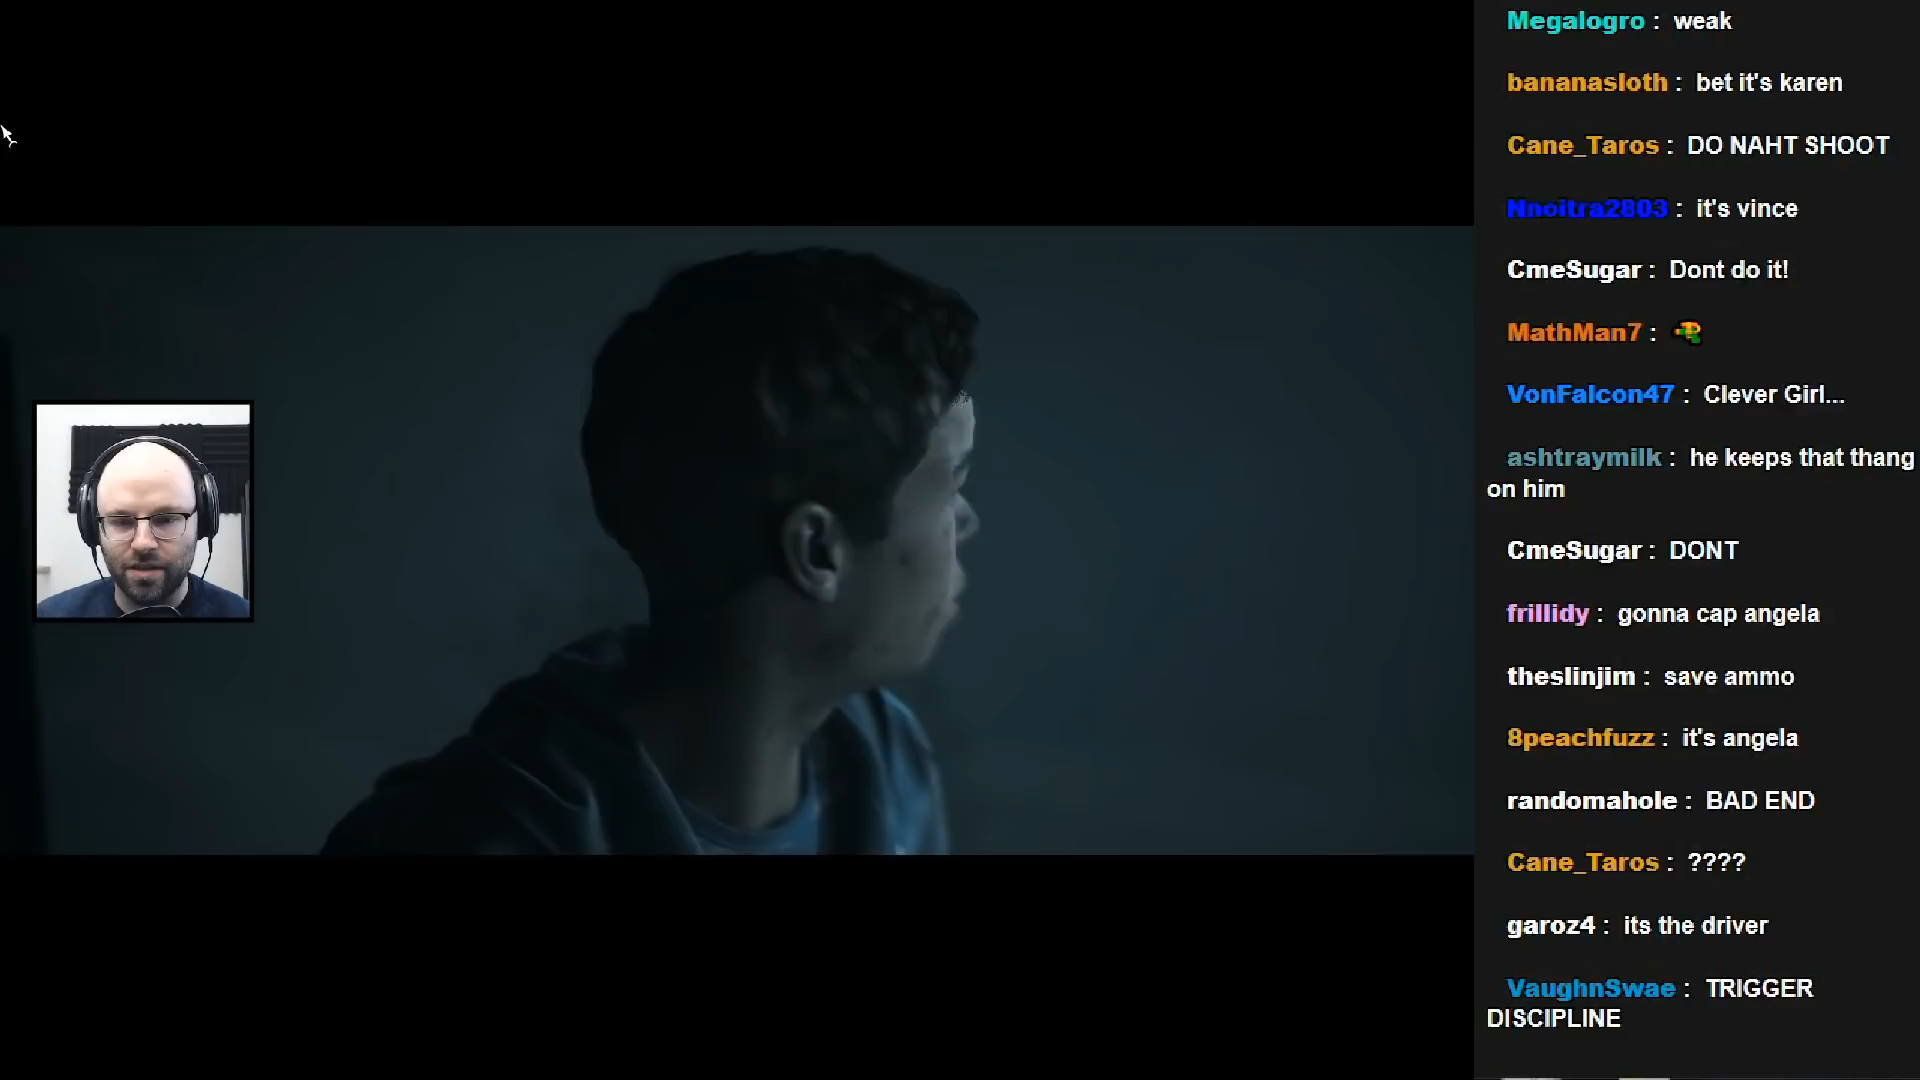 Megalogro : weak
bananasloth : bet it's karen
Cane_Taros : DO NAHT SHOOT
Nnoitra2803 : it's vince
CmeSugar : Dont do it!
MathMan7 :
VonFalcon47 : Clever Girl...
ashtraymilk : he keeps that thang
on him
CmeSugar : DONT
frillidy : gonna cap angela
theslinjim : save ammo
8peachfuzz : it's angela
randomahole : BAD END
Cane_Taros : ????
garoz4 : its the driver
VaughnSwae : TRIGGER
DISCIPLINE